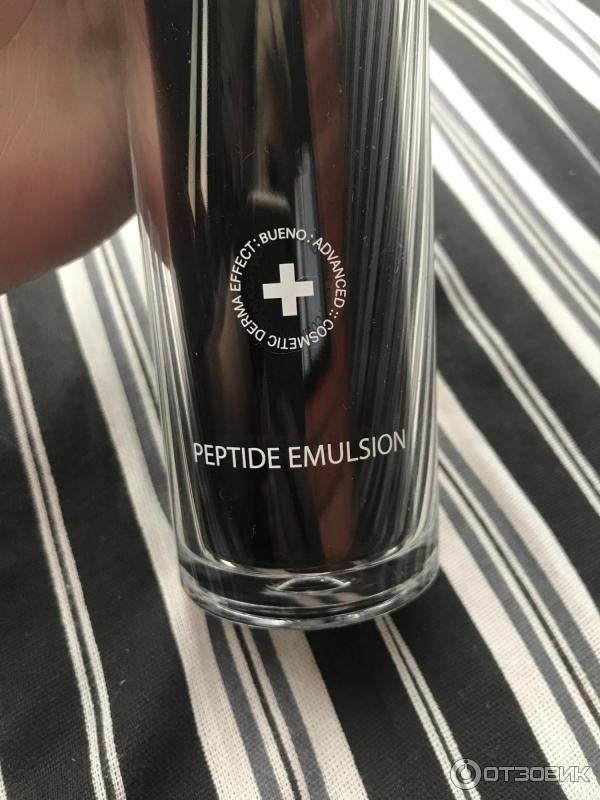 BUENO : ADVANCED :: COSMETIC DERMA EFFECT :
PEPTIDE EMULSION
ОТЗОВИК